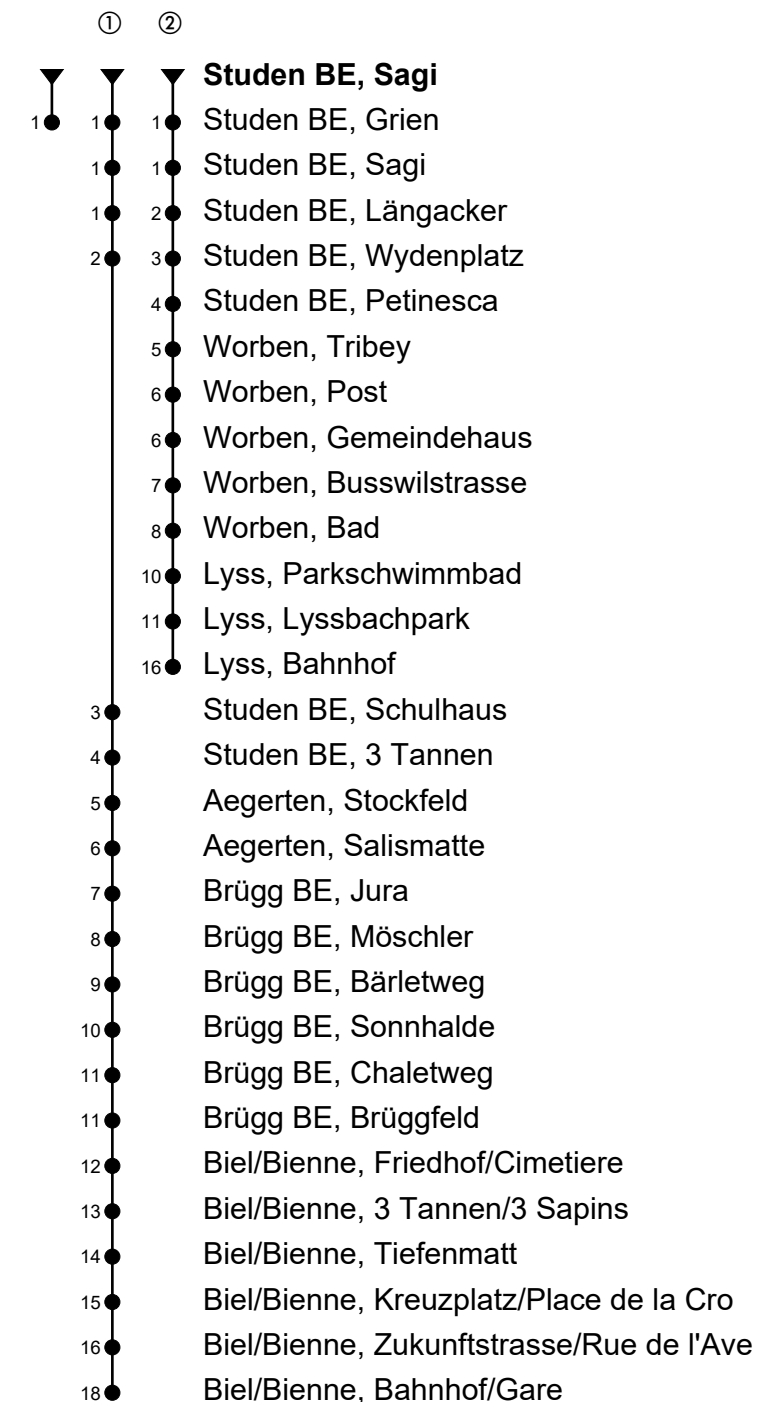 ① ②
Studen BE, Sagi
1 1 1 Studen BE, Grien
1 1 Studen BE, Sagi
1 2 Studen BE, Längacker
2 3 Studen BE, Wydenplatz
4 Studen BE, Petinesca
5 Worben, Tribey
6 Worben, Post
6 Worben, Gemeindehaus
7 Worben, Busswilstrasse
8 Worben, Bad
10 Lyss, Parkschwimmbad
11 Lyss, Lyssbachpark
16 Lyss, Bahnhof
3 Studen BE, Schulhaus
4 Studen BE, 3 Tannen
5 Aegerten, Stockfeld
6 Aegerten, Salismatte
7 Brügg BE, Jura
8 Brügg BE, Möschler
9 Brügg BE, Bärletweg
10 Brügg BE, Sonnhalde
11 Brügg BE, Chaletweg
11 Brügg BE, Brüggfeld
12 Biel/Bienne, Friedhof/Cimetiere
13 Biel/Bienne, 3 Tannen/3 Sapins
14 Biel/Bienne, Tiefenmatt
15 Biel/Bienne, Kreuzplatz/Place de la Cro
16 Biel/Bienne, Zukunftstrasse/Rue de l'Ave
18 Biel/Bienne, Bahnhof/Gare